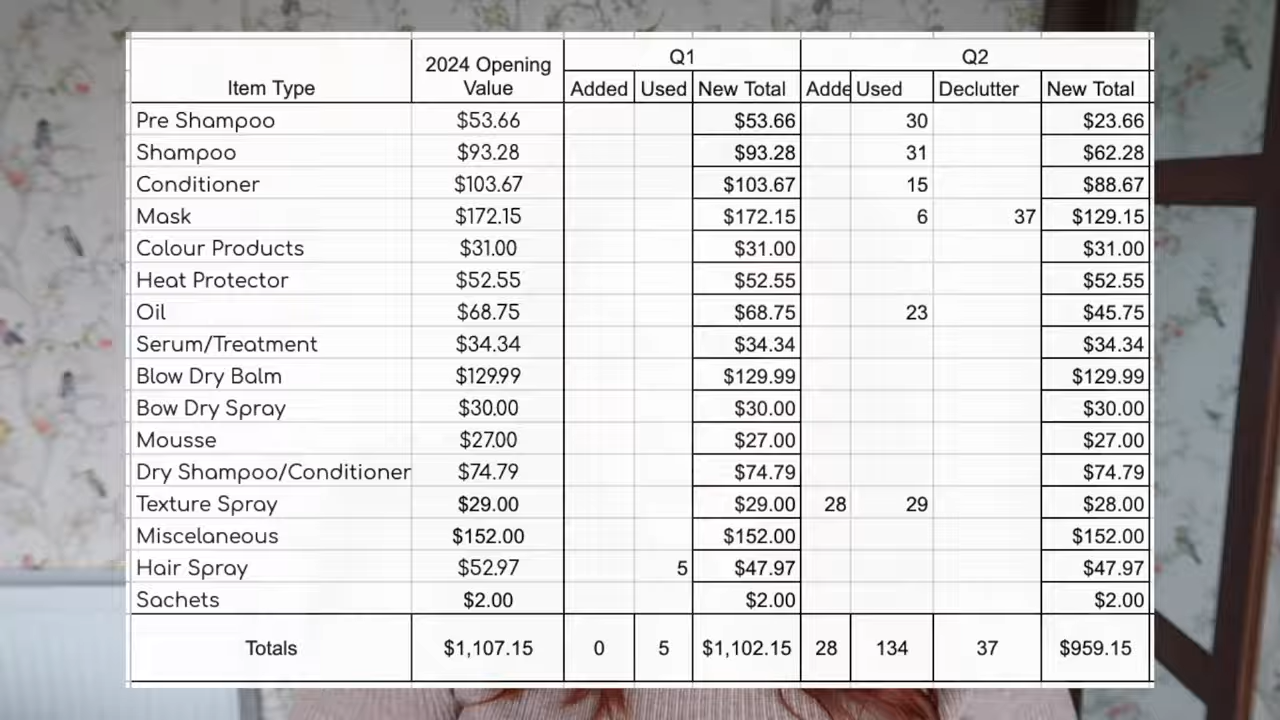 Item Type 2024 Opening Value Q1 Q2
Added Used New Total Adde Used Declutter New Total
Pre Shampoo $53.66 $53.66 30 $23.66
Shampoo $93.28 $93.28 31 $62.28
Conditioner $103.67 $103.67 15 $88.67
Mask $172.15 $172.15 6 37 $129.15
Colour Products $31.00 $31.00 $31.00
Heat Protector $52.55 $52.55 $52.55
Oil $68.75 $68.75 23 $45.75
Serum/Treatment $34.34 $34.34 $34.34
Blow Dry Balm $129.99 $129.99 $129.99
Bow Dry Spray $30.00 $30.00 $30.00
Mousse $27.00 $27.00 $27.00
Dry Shampoo/Conditioner $74.79 $74.79 $74.79
Texture Spray $29.00 $29.00 28 29 $28.00
Miscelaneous $152.00 $152.00 $152.00
Hair Spray $52.97 5 $47.97 $47.97
Sachets $2.00 $2.00 $2.00
Totals $1,107.15 0 5 $1,102.15 28 134 37 $959.15